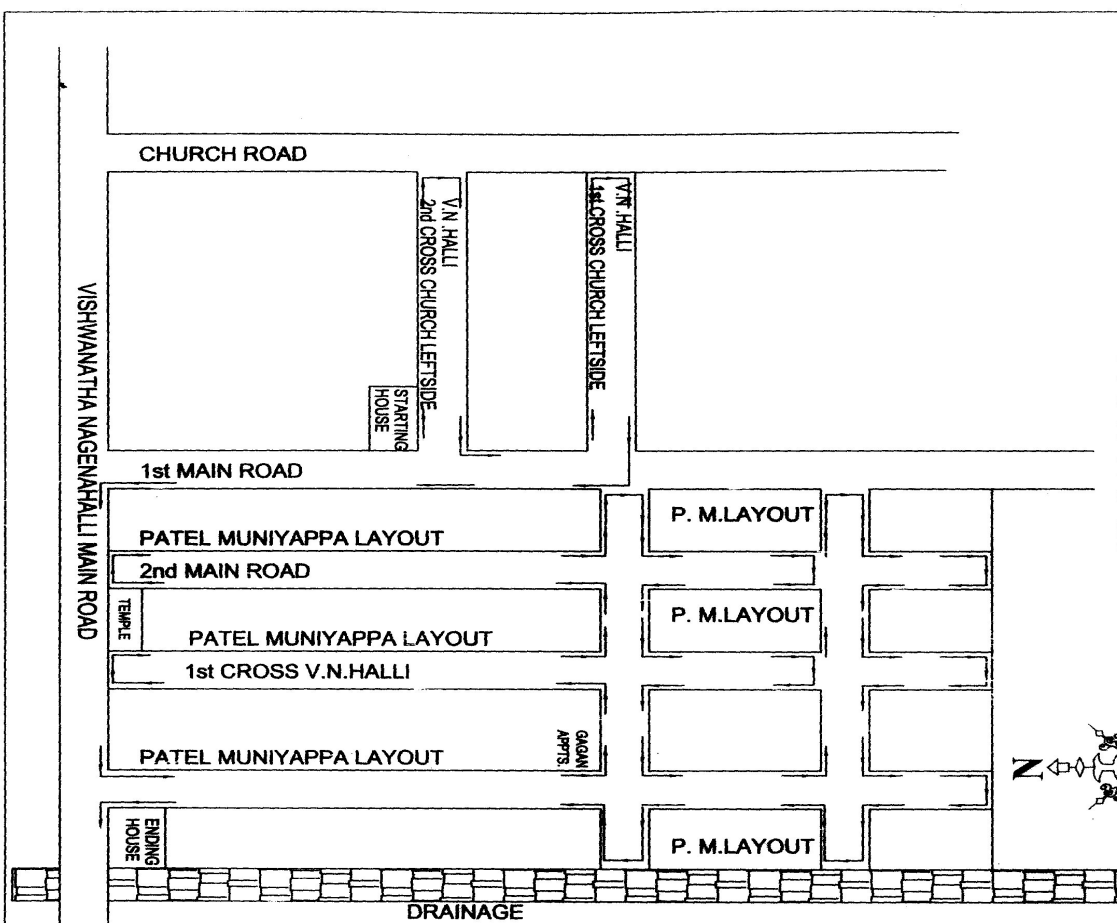 CHURCH ROAD
V.N .HALLI
2nd CROSS CHURCH LEFTSIDE
V.N .HALLI
1st CROSS CHURCH LEFTSIDE
VISHWANATHA NAGENAHALLI MAIN ROAD
STARTING
HOUSE
1st MAIN ROAD
P. M.LAYOUT
PATEL MUNIYAPPA LAYOUT
2nd MAIN ROAD
TEMPLE
P. M.LAYOUT
PATEL MUNIYAPPA LAYOUT
1st CROSS V.N.HALLI
PATEL MUNIYAPPA LAYOUT
GAGAN
APPTS.
N
ENDING
HOUSE
P. M.LAYOUT
DRAINAGE